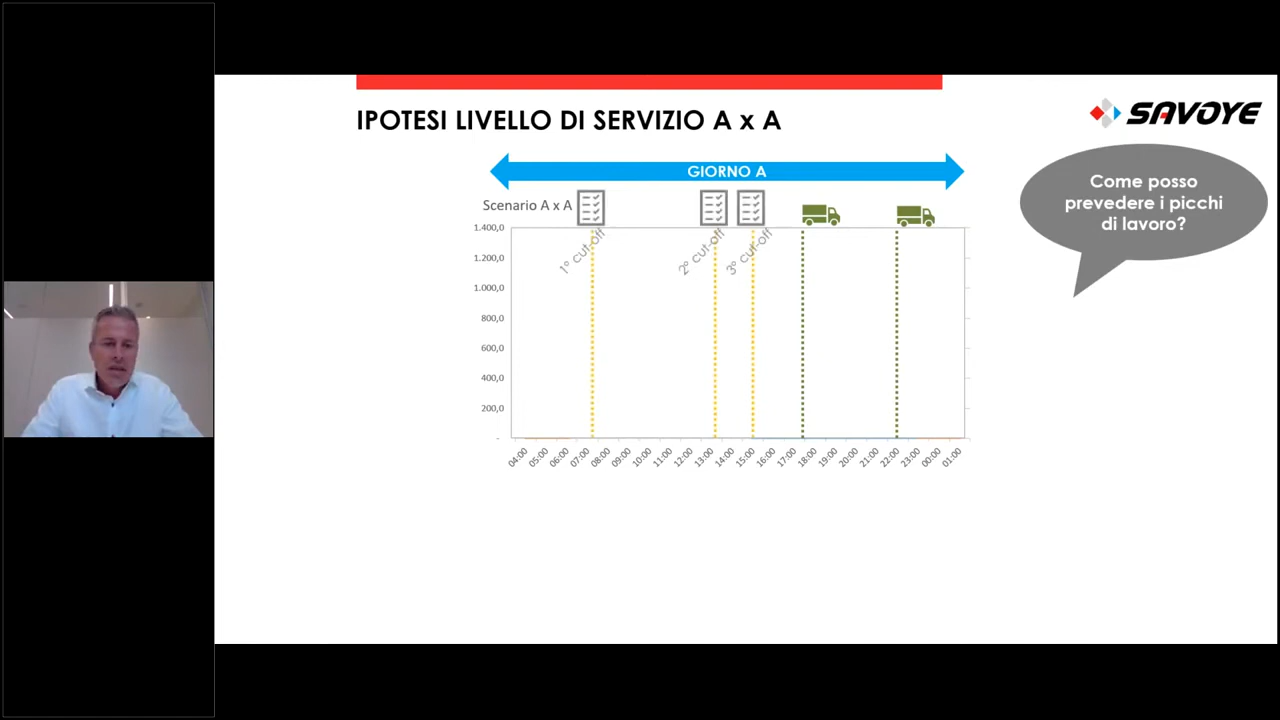 IPOTESI LIVELLO DI SERVIZIO A x A
SAVOYE
GIORNO A
Come posso
prevedere i picchi
di lavoro?
Scenario A x A
1° cut-off
2° cut-off
3° cut-off
1.400,0
1.200,0
1.000,0
800,0
600,0
400,0
200,0
-
04:00 05:00 06:00 07:00 08:00 09:00 10:00 11:00 12:00 13:00 14:00 15:00 16:00 17:00 18:00 19:00 20:00 21:00 22:00 23:00 00:00 01:00